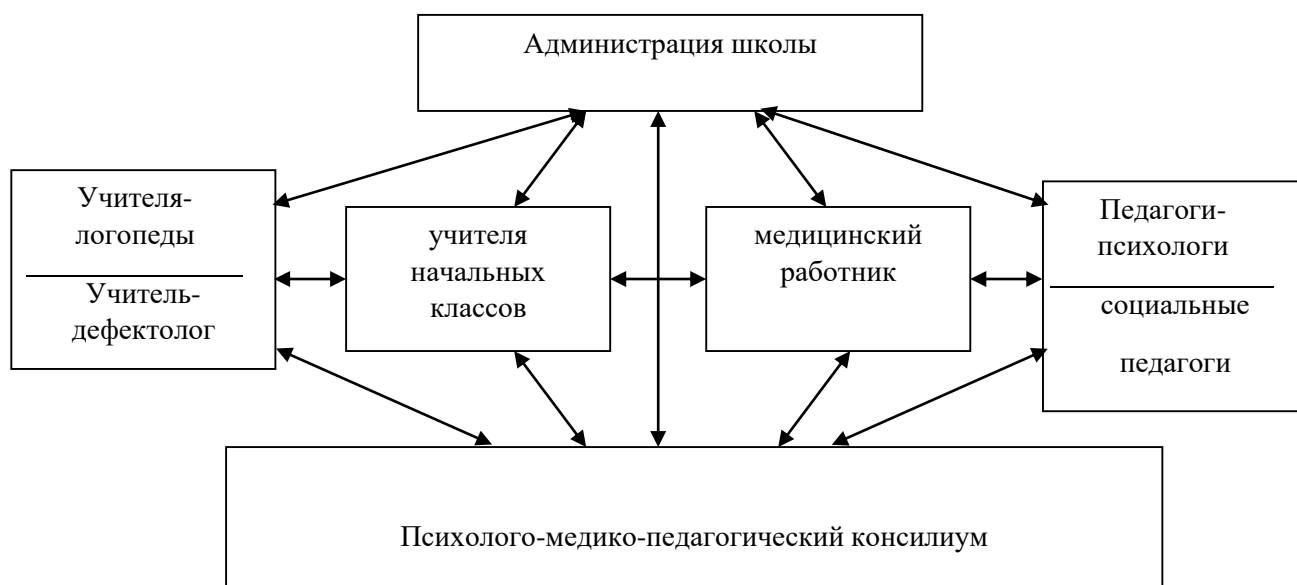 Администрация школы
Учителя-
логопеды
Учитель-
дефектолог
учителя
начальных
классов
медицинский
работник
Педагоги-
психологи
социальные
педагоги
Психолого-медико-педагогический консилиум